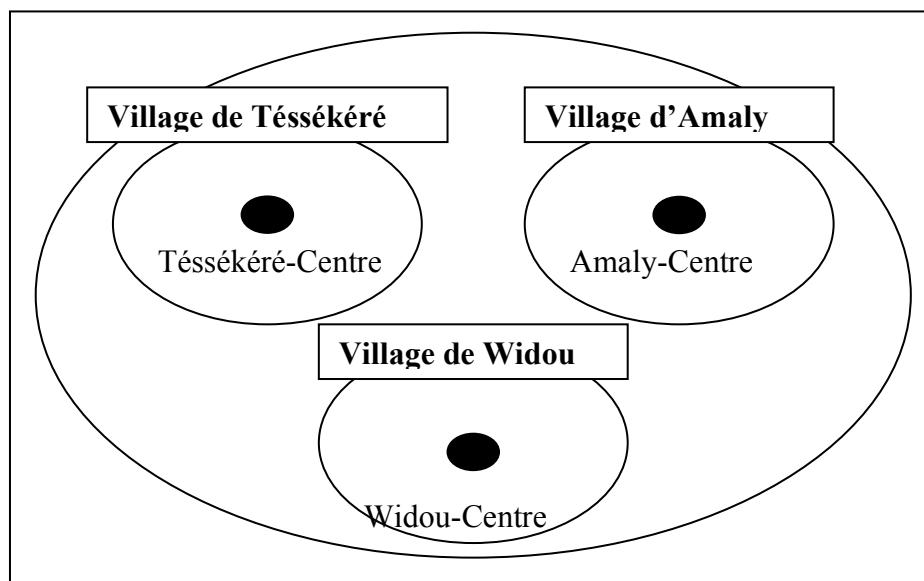 Village de Téssékéré
Village d'Amaly
Téssékéré-Centre
Amaly-Centre
Village de Widou
Widou-Centre